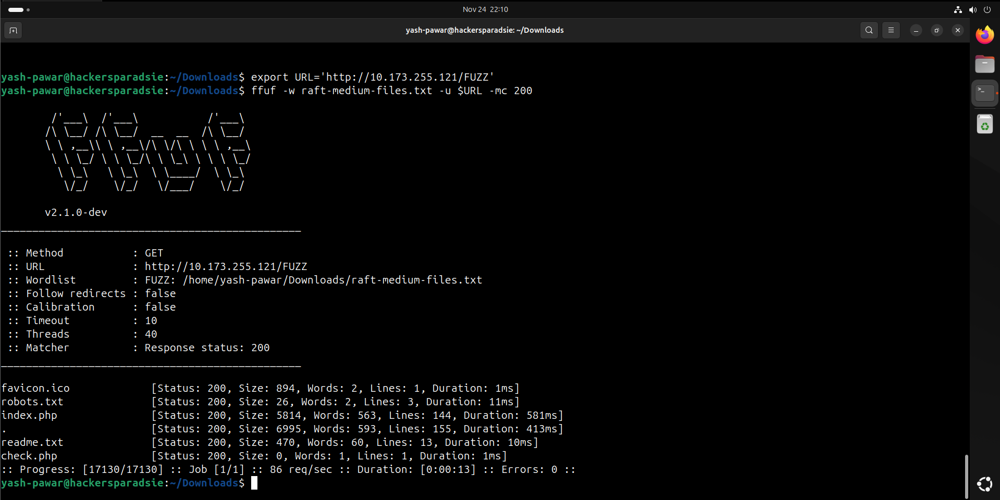 Nov 24 22:10
yash-pawar@hackersparadsie: ~/Downloads
yash-pawar@hackersparadsie:~/Downloads$ export URL='http://10.173.255.121/FUZZ'
yash-pawar@hackersparadsie:~/Downloads$ ffuf -w raft-medium-files.txt -u $URL -mc 200
        /'___\  /'___\           /'___\
       /\ \__/ /\ \__/  __  __  /\ \__/
       \ \ ,__\\ \ ,__\/\ \/\ \ \ \ ,__\
        \ \ \_/ \ \ \_/\ \ \_\ \ \ \ \_/
         \ \_\   \ \_\  \ \____/  \ \_\
          \/_/    \/_/   \/___/    \/_/
       v2.1.0-dev
________________________________________________
 :: Method           : GET
 :: URL              : http://10.173.255.121/FUZZ
 :: Wordlist         : FUZZ: /home/yash-pawar/Downloads/raft-medium-files.txt
 :: Follow redirects : false
 :: Calibration      : false
 :: Timeout          : 10
 :: Threads          : 40
 :: Matcher          : Response status: 200
________________________________________________
favicon.ico             [Status: 200, Size: 894, Words: 2, Lines: 1, Duration: 1ms]
robots.txt              [Status: 200, Size: 26, Words: 2, Lines: 3, Duration: 11ms]
index.php               [Status: 200, Size: 5814, Words: 563, Lines: 144, Duration: 581ms]
.                       [Status: 200, Size: 6995, Words: 593, Lines: 155, Duration: 413ms]
readme.txt              [Status: 200, Size: 470, Words: 60, Lines: 13, Duration: 10ms]
check.php               [Status: 200, Size: 0, Words: 1, Lines: 1, Duration: 1ms]
:: Progress: [17130/17130] :: Job [1/1] :: 86 req/sec :: Duration: [0:00:13] :: Errors: 0 ::
yash-pawar@hackersparadsie:~/Downloads$